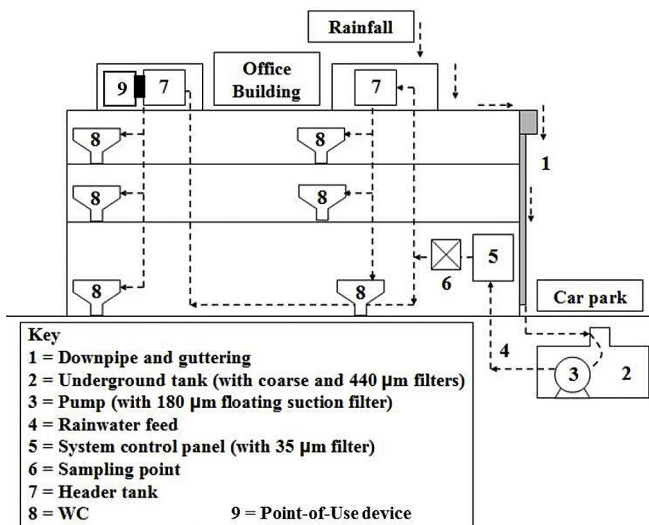 Rainfall
Office
Building
9
7
7
8
8
1
8
8
5
6
8
8
Car park
4
3
2
Key
1 = Downpipe and guttering
2 = Underground tank (with coarse and 440 μm filters)
3 = Pump (with 180 μm floating suction filter)
4 = Rainwater feed
5 = System control panel (with 35 μm filter)
6 = Sampling point
7 = Header tank
8 = WC 9 = Point-of-Use device